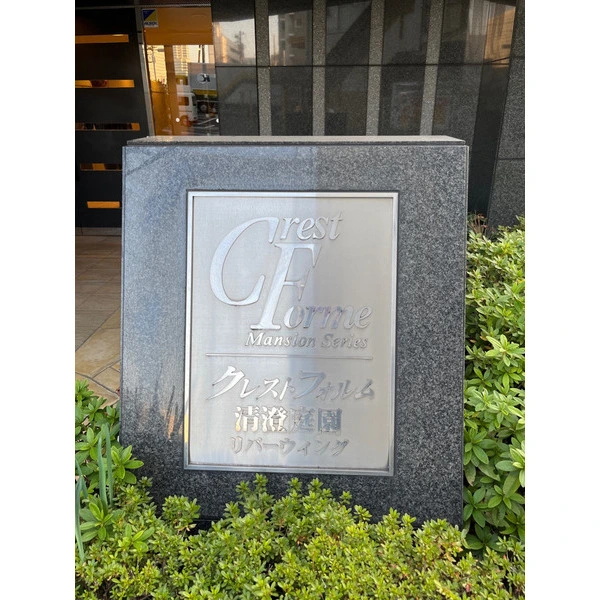 Crest
Forme
Mansion Series
クレストフォルム
清澄庭園
リバーウィング